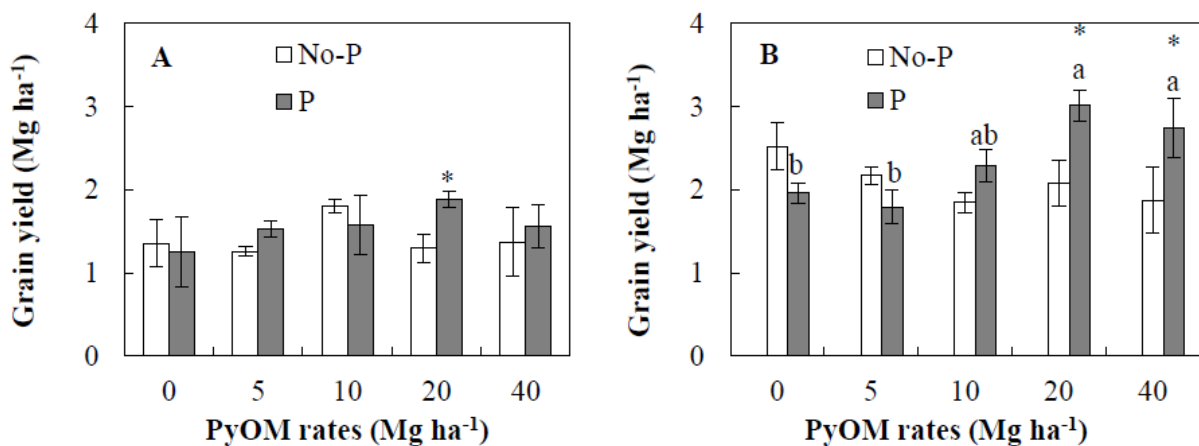 Grain yield (Mg ha⁻¹)
4
3
2
1
0
A
No-P
P
*
0 5 10 20 40
PyOM rates (Mg ha⁻¹)
Grain yield (Mg ha⁻¹)
4
3
2
1
0
B
No-P
P
* *
b b ab a a
0 5 10 20 40
PyOM rates (Mg ha⁻¹)